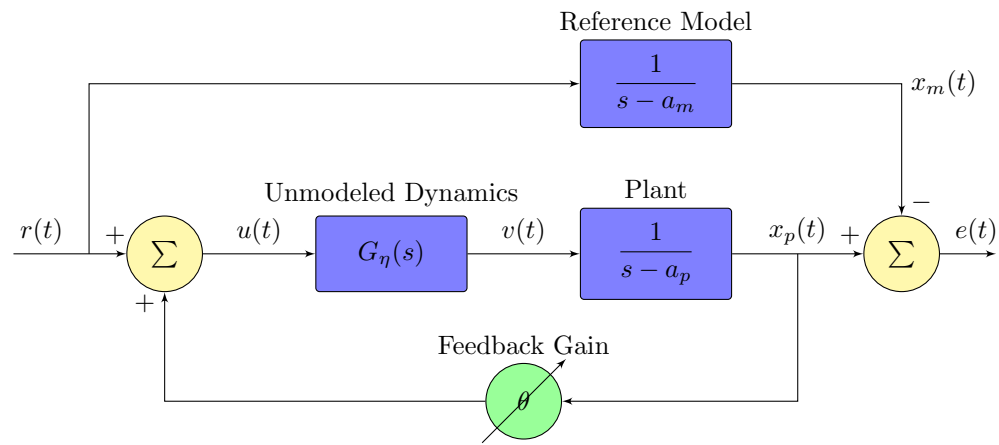 Reference Model
1
s − a_m
x_m(t)
Unmodeled Dynamics
Plant
r(t)
+
Σ
u(t)
G_η(s)
v(t)
1
s − a_p
x_p(t)
+
−
Σ
e(t)
+
Feedback Gain
θ